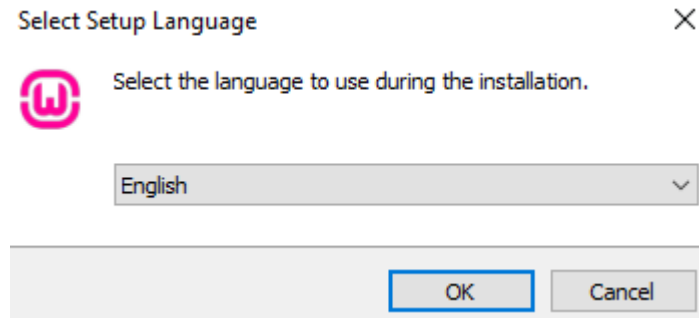 Select Setup Language
Select the language to use during the installation.
English
OK
Cancel